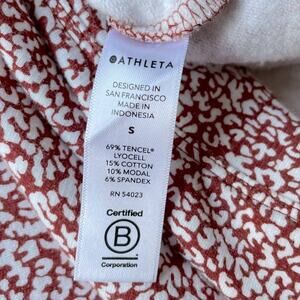 ATHLETA
DESIGNED IN
SAN FRANCISCO
MADE IN
INDONESIA
S
69% TENCEL®
LYOCELL
15% COTTON
10% MODAL
6% SPANDEX
RN 54023
Certified
B
Corporation